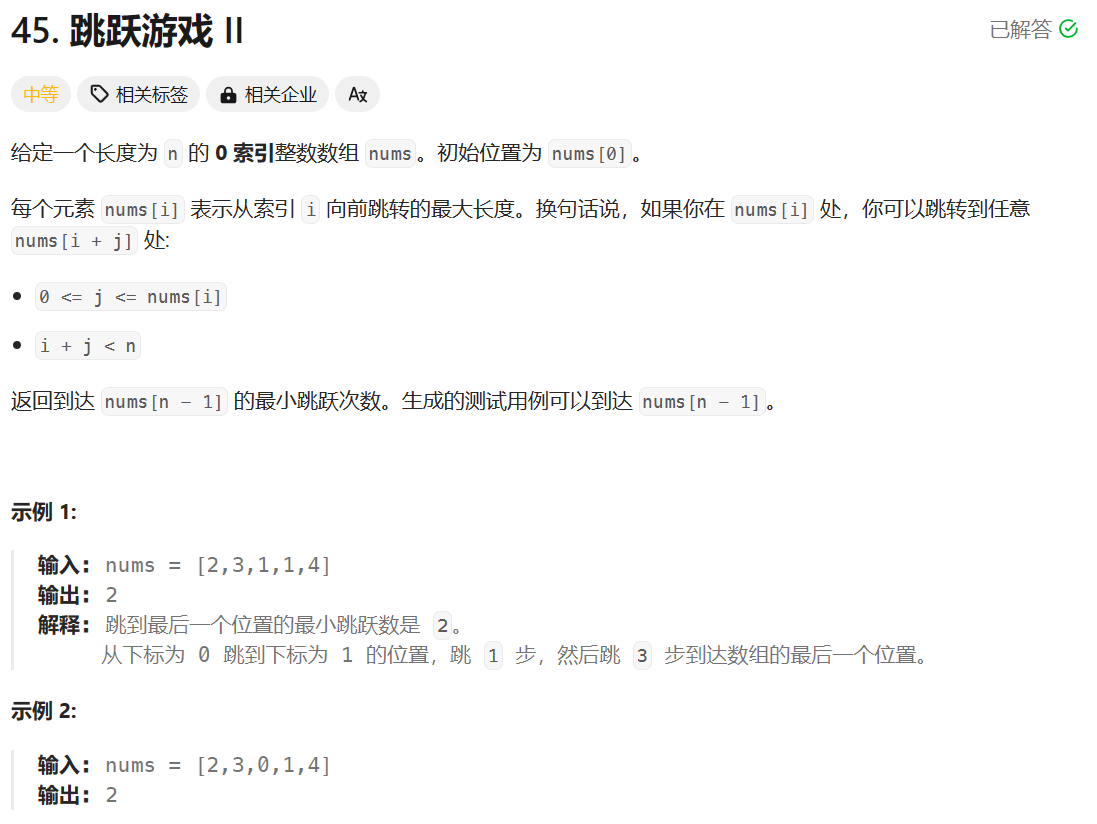 45. 跳跃游戏 II
已解答
中等 相关标签 相关企业
给定一个长度为 n 的 0 索引整数数组 nums。初始位置为 nums[0]。
每个元素 nums[i] 表示从索引 i 向前跳转的最大长度。换句话说，如果你在 nums[i] 处，你可以跳转到任意
nums[i + j] 处:
• 0 <= j <= nums[i]
• i + j < n
返回到达 nums[n - 1] 的最小跳跃次数。生成的测试用例可以到达 nums[n - 1]。
示例 1:
输入: nums = [2,3,1,1,4]
输出: 2
解释: 跳到最后一个位置的最小跳跃数是 2。
从下标为 0 跳到下标为 1 的位置，跳 1 步，然后跳 3 步到达数组的最后一个位置。
示例 2:
输入: nums = [2,3,0,1,4]
输出: 2